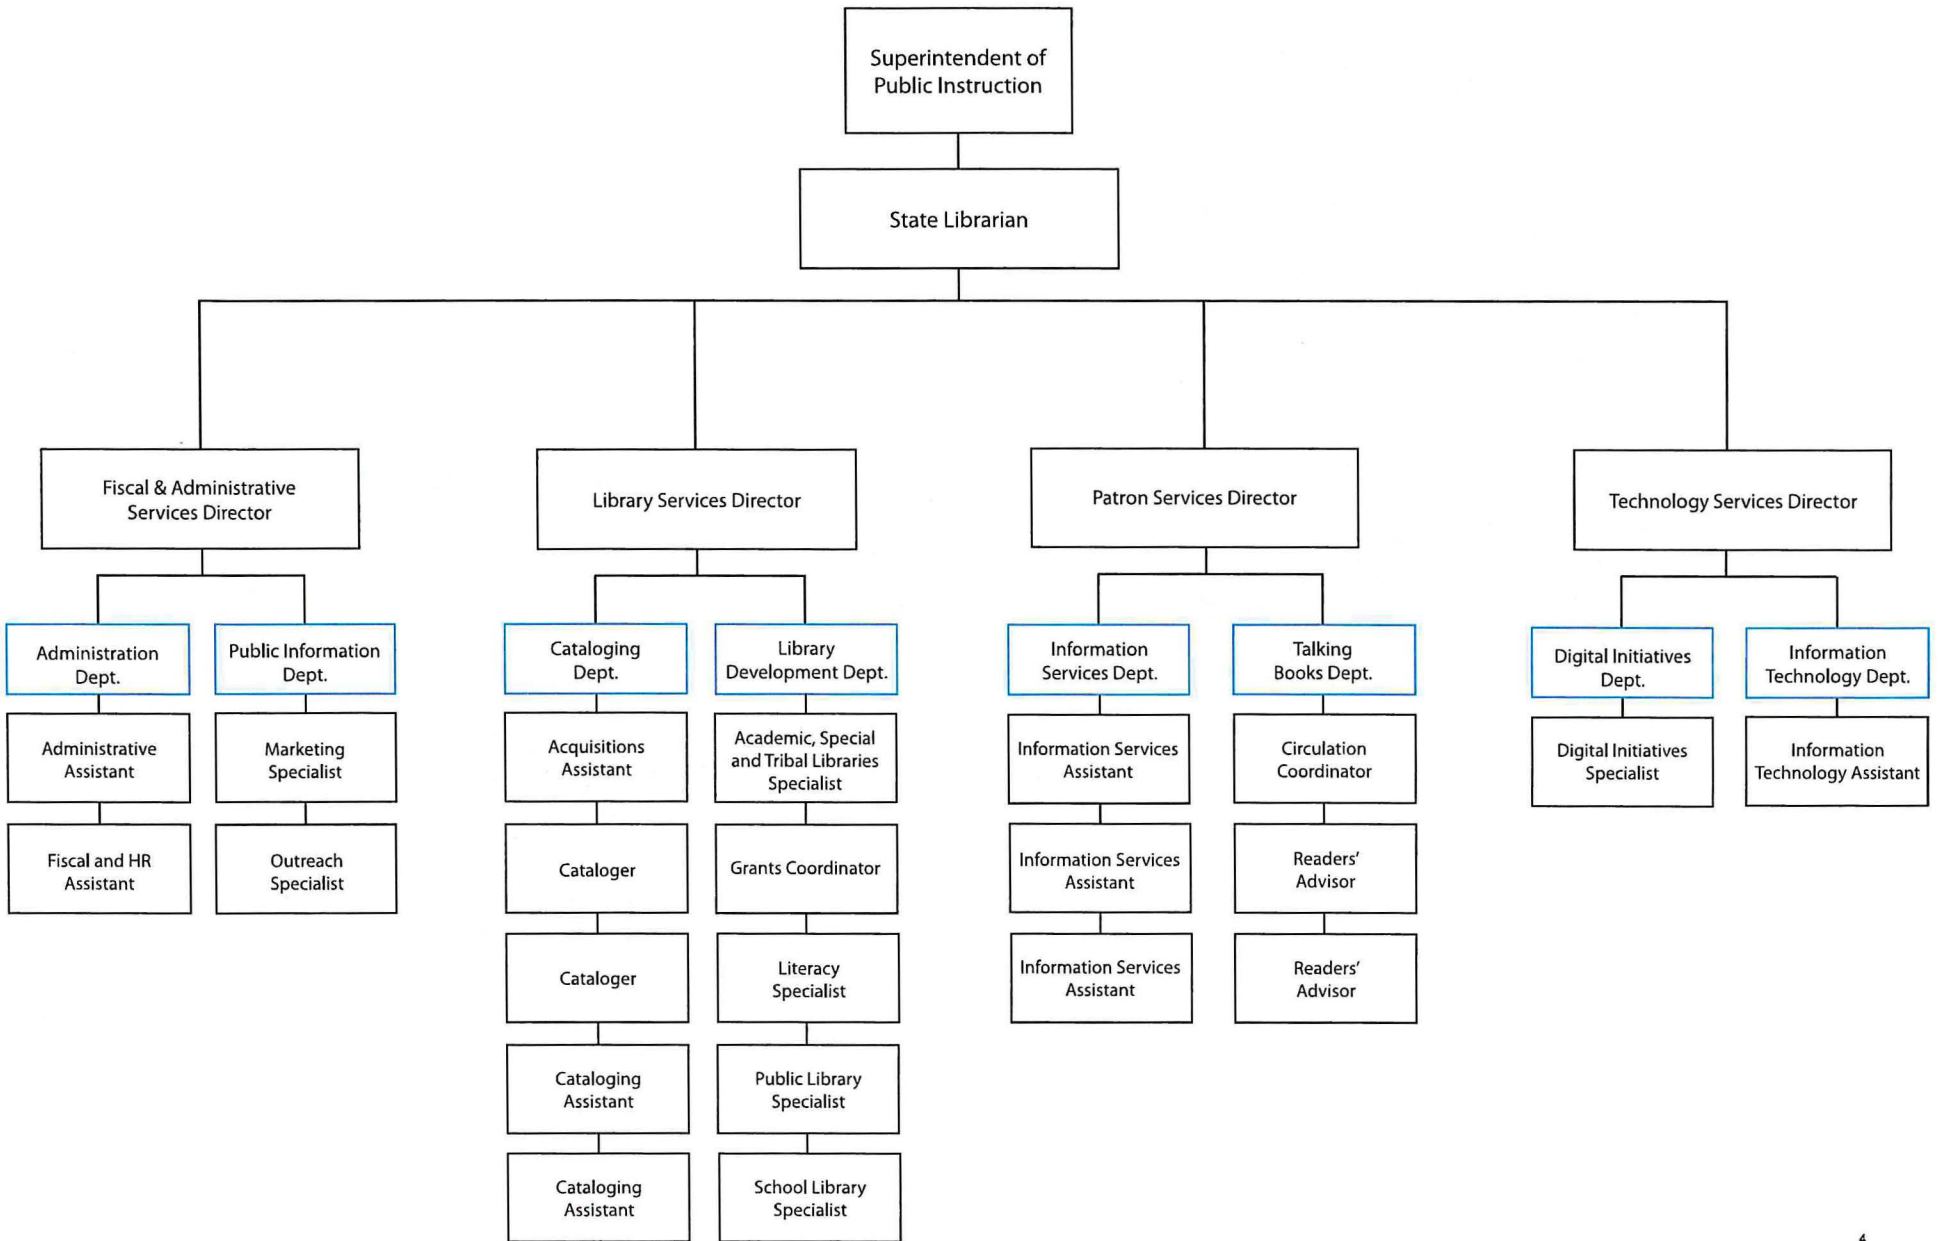 Superintendent of
Public Instruction
State Librarian
Fiscal & Administrative
Services Director
Library Services Director
Patron Services Director
Technology Services Director
Administration
Dept.
Public Information
Dept.
Cataloging
Dept.
Library
Development Dept.
Information
Services Dept.
Talking
Books Dept.
Digital Initiatives
Dept.
Information
Technology Dept.
Administrative
Assistant
Marketing
Specialist
Acquisitions
Assistant
Academic, Special
and Tribal Libraries
Specialist
Information Services
Assistant
Circulation
Coordinator
Digital Initiatives
Specialist
Information
Technology Assistant
Fiscal and HR
Assistant
Outreach
Specialist
Cataloger
Grants Coordinator
Information Services
Assistant
Readers'
Advisor
Cataloger
Literacy
Specialist
Information Services
Assistant
Readers'
Advisor
Cataloging
Assistant
Public Library
Specialist
Cataloging
Assistant
School Library
Specialist
4